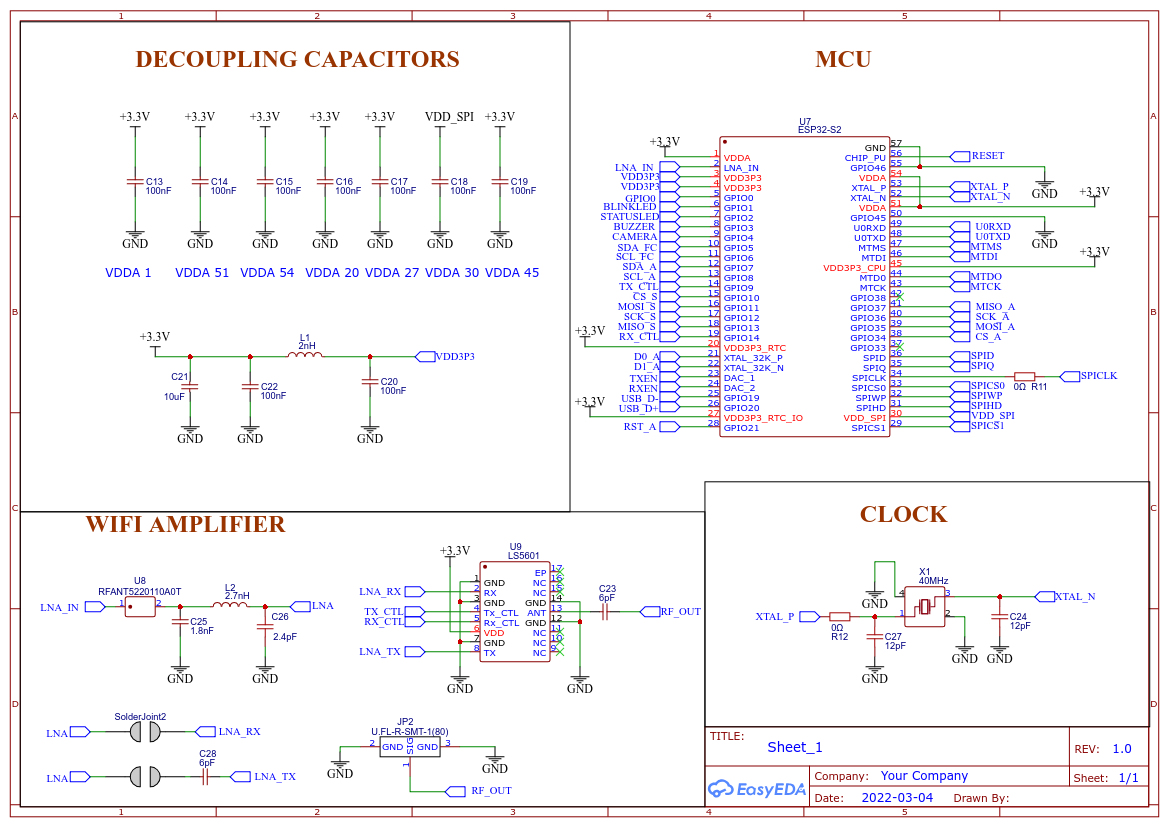 1 2 3 4 5
A B C D
A B C D
1 2 3 4 5
DECOUPLING CAPACITORS
+3.3V +3.3V +3.3V +3.3V +3.3V VDD_SPI +3.3V
C13 C14 C15 C16 C17 C18 C19
100nF 100nF 100nF 100nF 100nF 100nF 100nF
GND GND GND GND GND GND GND
VDDA 1 VDDA 51 VDDA 54 VDDA 20 VDDA 27 VDDA 30 VDDA 45
+3.3V
L1
2nH
VDD3P3
C21
10uF
C22
100nF
C20
100nF
GND GND GND
MCU
U7
ESP32-S2
+3.3V
1 VDDA
LNA_IN 2 LNA_IN
VDD3P3 3 VDD3P3
VDD3P3 4 VDD3P3
GPIO0 5 GPIO0
BLINKLED 6 GPIO1
STATUSLED 7 GPIO2
BUZZER 8 GPIO3
CAMERA 9 GPIO4
SDA_FC 10 GPIO5
SCL_FC 11 GPIO6
SDA_A 12 GPIO7
SCL_A 13 GPIO8
TX_CTL 14 GPIO9
CS_S 15 GPIO10
MOSI_S 16 GPIO11
SCK_S 17 GPIO12
MISO_S 18 GPIO13
RX_CTL 19 GPIO14
+3.3V 20 VDD3P3_RTC
D0_A 21 XTAL_32K_P
D1_A 22 XTAL_32K_N
TXEN 23 DAC_1
RXEN 24 DAC_2
USB_D- 25 GPIO19
USB_D+ 26 GPIO20
+3.3V 27 VDD3P3_RTC_IO
RST_A 28 GPIO21
GND 57
CHIP_PU 56 RESET
GPIO46 55 GND
VDDA 54
XTAL_P 53 XTAL_P
XTAL_N 52 XTAL_N
VDDA 51 +3.3V
GPIO45 50 GND
U0RXD 49 U0RXD
U0TXD 48 U0TXD
MTMS 47 MTMS
MTDI 46 MTDI
VDD3P3_CPU 45 +3.3V
MTD0 44 MTDO
MTCK 43 MTCK
GPIO38 42
GPIO37 41 MISO_A
GPIO36 40 SCK_A
GPIO35 39 MOSI_A
GPIO34 38 CS_A
GPIO33 37
SPID 36 SPID
SPIQ 35 SPIQ
SPICLK 34 0Ω R11 SPICLK
SPICS0 33 SPICS0
SPIWP 32 SPIWP
SPIHD 31 SPIHD
VDD_SPI 30 VDD_SPI
SPICS1 29 SPICS1
WIFI AMPLIFIER
U8
RFANT5220110A0T
LNA_IN 1 2
L2
2.7nH
LNA
C25
1.8nF
C26
2.4pF
GND GND
+3.3V
U9
LS5601
1 GND
LNA_RX 2 RX
3 GND
TX_CTL 4 Tx_CTL
RX_CTL 5 Rx_CTL
6 VDD
7 GND
LNA_TX 8 TX
EP 17
NC 16
NC 15
GND 14
ANT 13
GND 12
NC 11
NC 10
NC 9
C23
6pF
RF_OUT
GND GND
SolderJoint2
LNA LNA_RX
LNA C28 LNA_TX
6pF
JP2
U.FL-R-SMT-1(80)
2 GND SIG GND 3
1
GND GND
RF_OUT
CLOCK
X1
40MHz
GND
4 3
1 2
XTAL_P
0Ω
R12
XTAL_N
C27
12pF
C24
12pF
GND GND GND
TITLE:
Sheet_1
REV: 1.0
EasyEDA
Company: Your Company
Sheet: 1/1
Date: 2022-03-04 Drawn By: